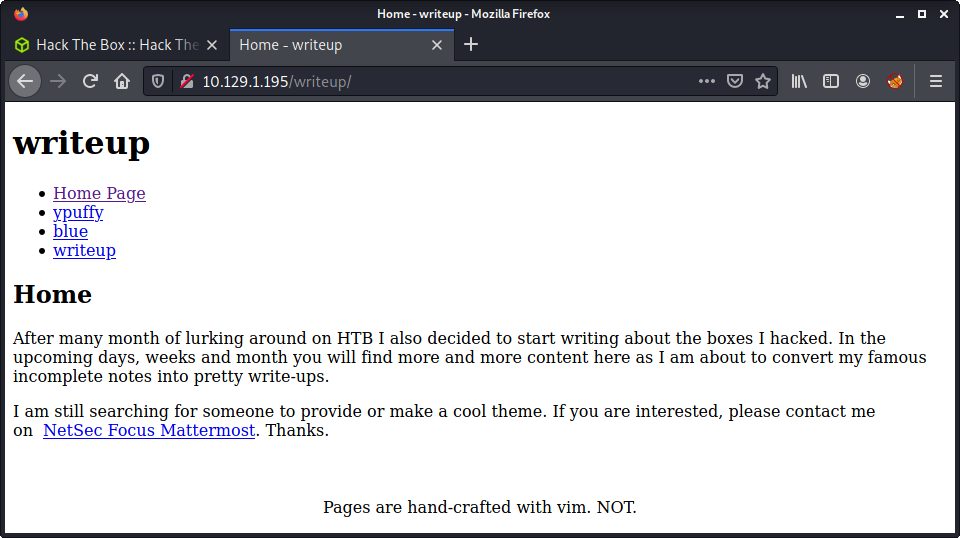 Home - writeup - Mozilla Firefox
Hack The Box :: Hack The
Home - writeup
10.129.1.195/writeup/
writeup
Home Page
ypuffy
blue
writeup
Home
After many month of lurking around on HTB I also decided to start writing about the boxes I hacked. In the
upcoming days, weeks and month you will find more and more content here as I am about to convert my famous
incomplete notes into pretty write-ups.
I am still searching for someone to provide or make a cool theme. If you are interested, please contact me
on NetSec Focus Mattermost. Thanks.
Pages are hand-crafted with vim. NOT.